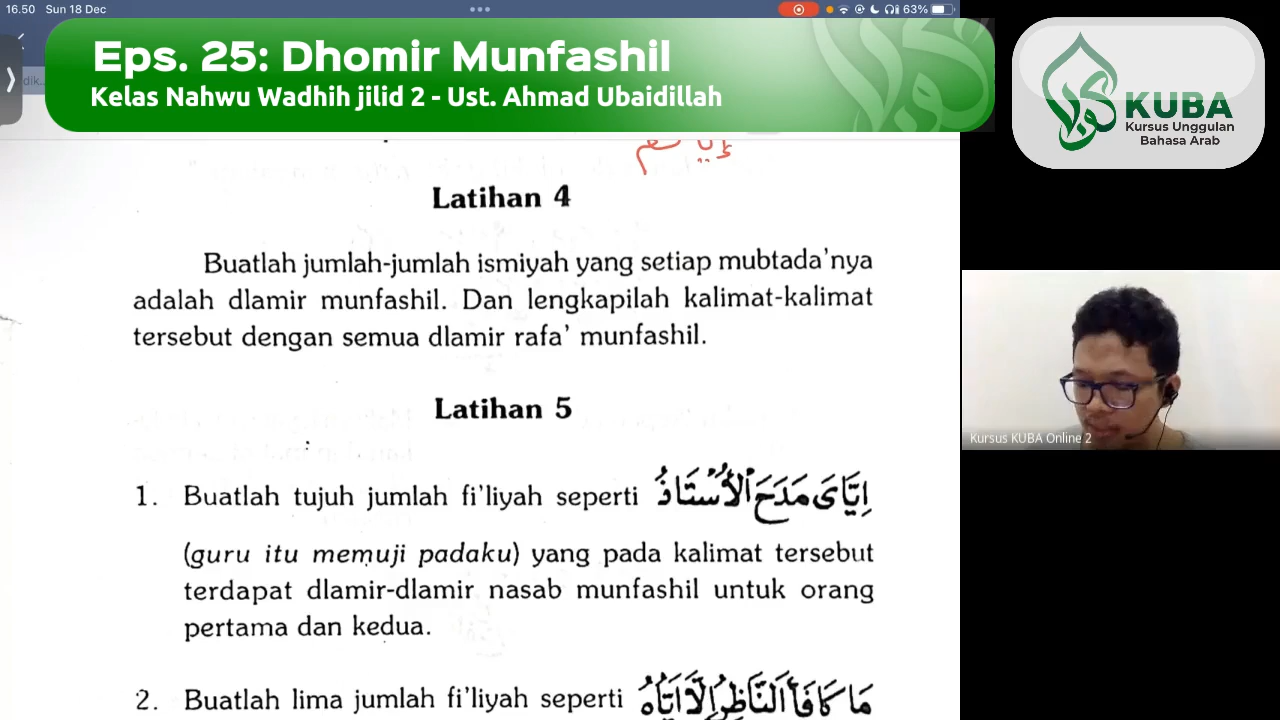 16.50 Sun 18 Dec
63%
Eps. 25: Dhomir Munfashil
Kelas Nahwu Wadhih jilid 2 - Ust. Ahmad Ubaidillah
KUBA
Kursus Unggulan
Bahasa Arab
Latihan 4
Buatlah jumlah-jumlah ismiyah yang setiap mubtada'nya
adalah dlamir munfashil. Dan lengkapilah kalimat-kalimat
tersebut dengan semua dlamir rafa' munfashil.
Latihan 5
1. Buatlah tujuh jumlah fi'liyah seperti اِيَّايَ مَدَحَ الْأُسْتَاذُ
(guru itu memuji padaku) yang pada kalimat tersebut
terdapat dlamir-dlamir nasab munfashil untuk orang
pertama dan kedua.
2. Buatlah lima jumlah fi'liyah seperti مَا كَافَأَ النَّاظِرُ اِلَّا اِيَّاهُ
Kursus KUBA Online 2